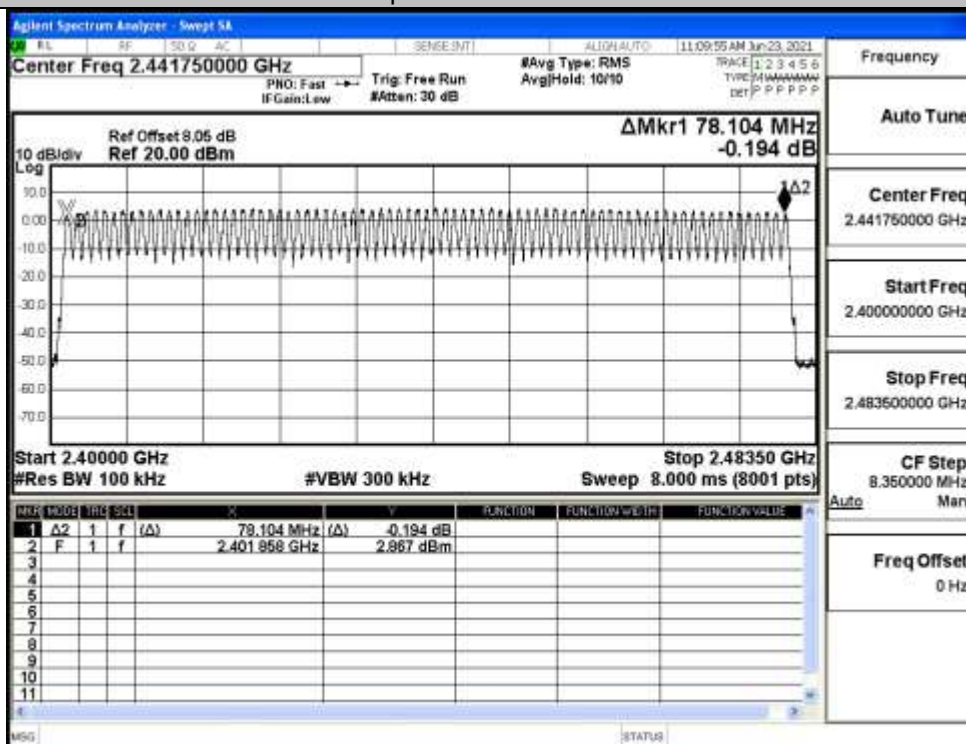 Agilent Spectrum Analyzer - Swept SA
RL RF 50 Ω AC SENSE:INT ALIGNAUTO 11:09:55 AM Jun 23, 2021
Center Freq 2.441750000 GHz
PNO: Fast
IFGain:Low
Trig: Free Run
#Atten: 30 dB
#Avg Type: RMS
Avg|Hold: 10/10
TRACE 1 2 3 4 5 6
TYPE MWWWWW
DET P P P P P P
Ref Offset 8.05 dB
10 dB/div Ref 20.00 dBm
ΔMkr1 78.104 MHz
-0.194 dB
Log
10.0
0.00
-10.0
-20.0
-30.0
-40.0
-50.0
-60.0
-70.0
1Δ2
Start 2.40000 GHz Stop 2.48350 GHz
#Res BW 100 kHz #VBW 300 kHz Sweep 8.000 ms (8001 pts)
MKR MODE TRC SCL X Y FUNCTION FUNCTION WIDTH FUNCTION VALUE
1 Δ2 1 f (Δ) 78.104 MHz (Δ) -0.194 dB
2 F 1 f 2.401 858 GHz 2.867 dBm
3
4
5
6
7
8
9
10
11
MSG STATUS
Frequency
Auto Tune
Center Freq
2.441750000 GHz
Start Freq
2.400000000 GHz
Stop Freq
2.483500000 GHz
CF Step
8.350000 MHz
Auto Man
Freq Offset
0 Hz